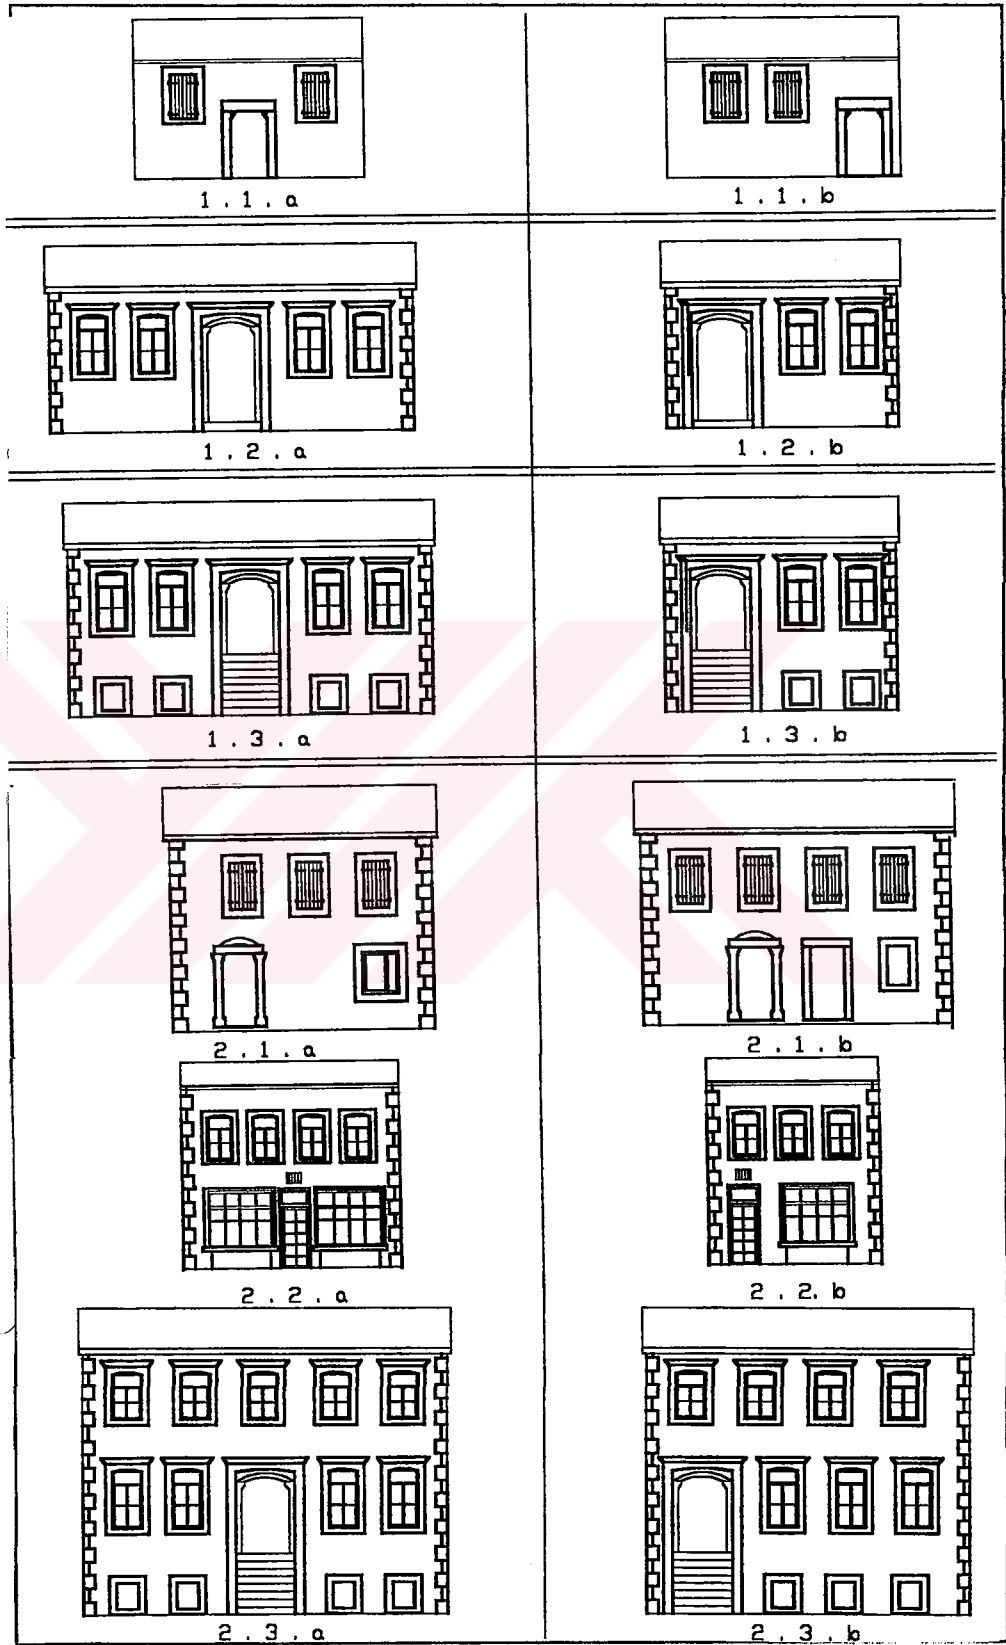 1 . 1 . a
1 . 1 . b
1 . 2 . a
1 . 2 . b
1 . 3 . a
1 . 3 . b
2 . 1 . a
2 . 1 . b
2 . 2 . a
2 . 2. b
2 . 3 . a
2 . 3 . b